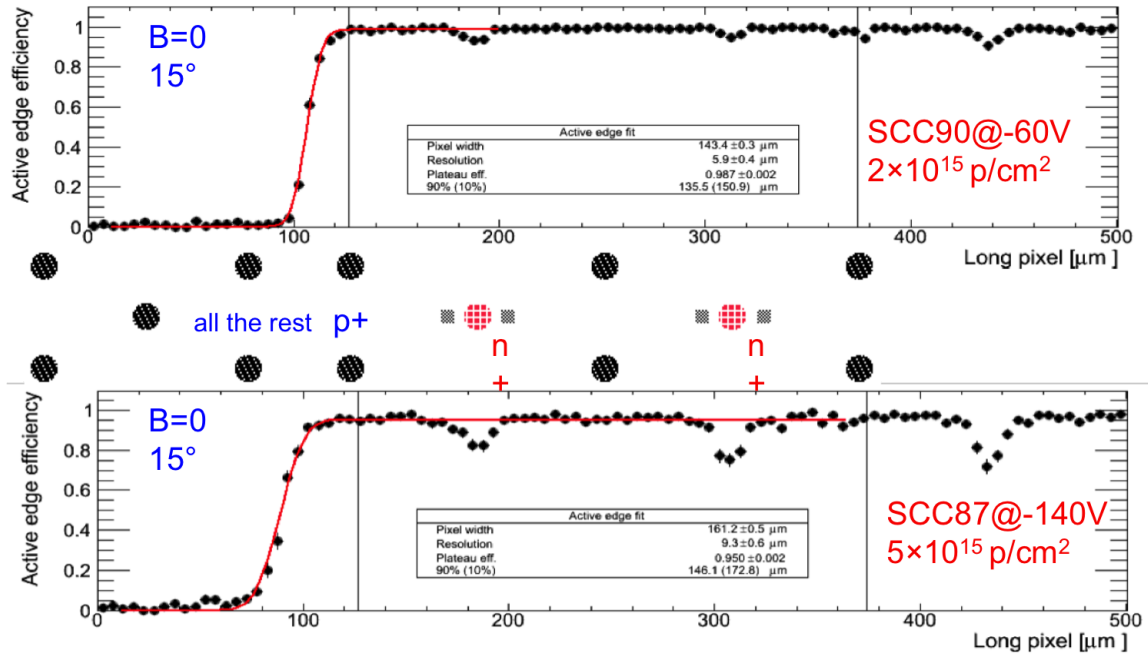 Active edge efficiency
1
0.8
0.6
0.4
0.2
0
B=0
15°
Active edge fit
Pixel width 143.4 ±0.3 μm
Resolution 5.9±0.4 μm
Plateau eff. 0.987 ±0.002
90% (10%) 135.5 (150.9) μm
SCC90@-60V
2×10¹⁵ p/cm²
0 100 200 300 400 500
Long pixel [μm ]
all the rest p+
n n
+ +
Active edge efficiency
1
0.8
0.6
0.4
0.2
0
B=0
15°
Active edge fit
Pixel width 161.2 ±0.5 μm
Resolution 9.3 ±0.6 μm
Plateau eff. 0.950 ±0.002
90% (10%) 146.1 (172.8) μm
SCC87@-140V
5×10¹⁵ p/cm²
0 100 200 300 400 500
Long pixel [μm ]